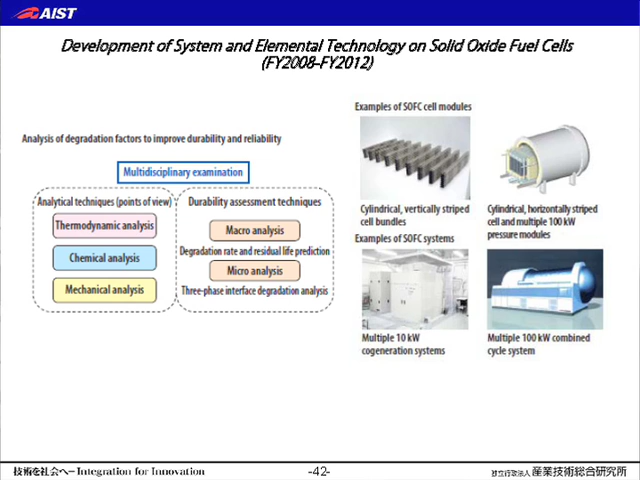 AIST
Development of System and Elemental Technology on Solid Oxide Fuel Cells
(FY2008-FY2012)
Analysis of degradation factors to improve durability and reliability
Multidisciplinary examination
Analytical techniques (points of view)
Thermodynamic analysis
Chemical analysis
Mechanical analysis
Durability assessment techniques
Macro analysis
Degradation rate and residual life prediction
Micro analysis
Three-phase interface degradation analysis
Examples of SOFC cell modules
Cylindrical, vertically striped
cell bundles
Cylindrical, horizontally striped
cell and multiple 100 kW
pressure modules
Examples of SOFC systems
Multiple 10 kW
cogeneration systems
Multiple 100 kW combined
cycle system
技術を社会へ－Integration for Innovation
-42-
独立行政法人 産業技術総合研究所